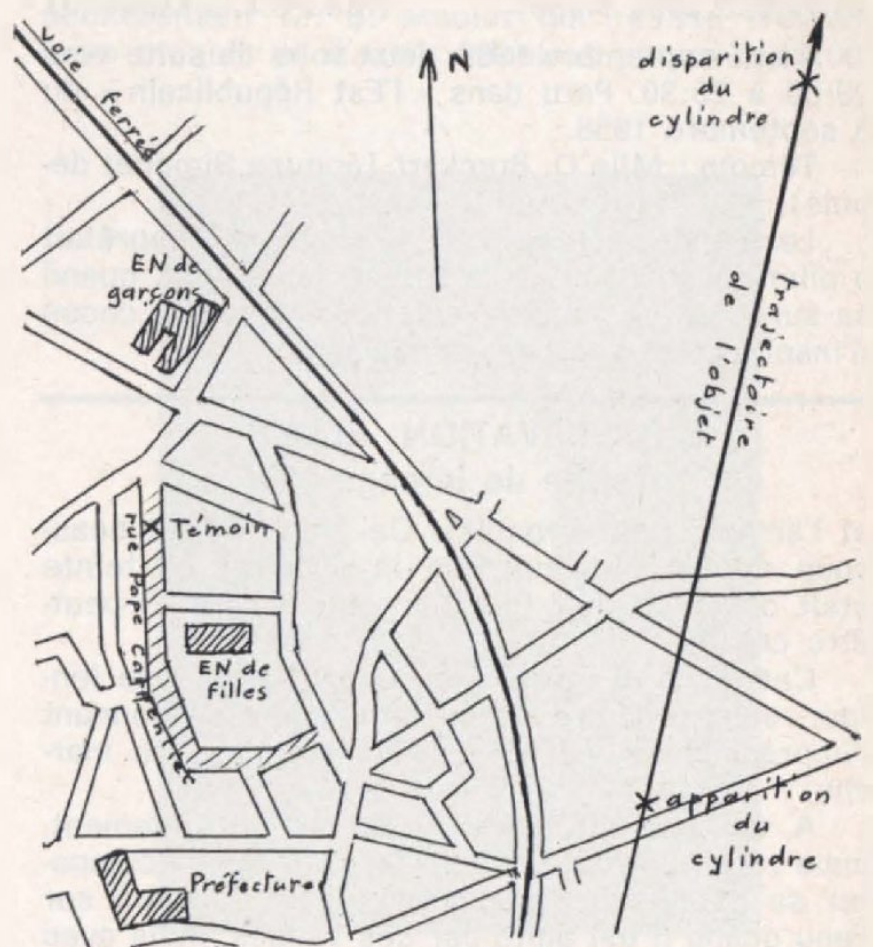 voie
ferrée
N
disparition
du
cylindre
EN de
garçons
trajectoire
de l'objet
Témoin
rue Pape Carpentier
EN de
filles
apparition
du
cylindre
Préfecture